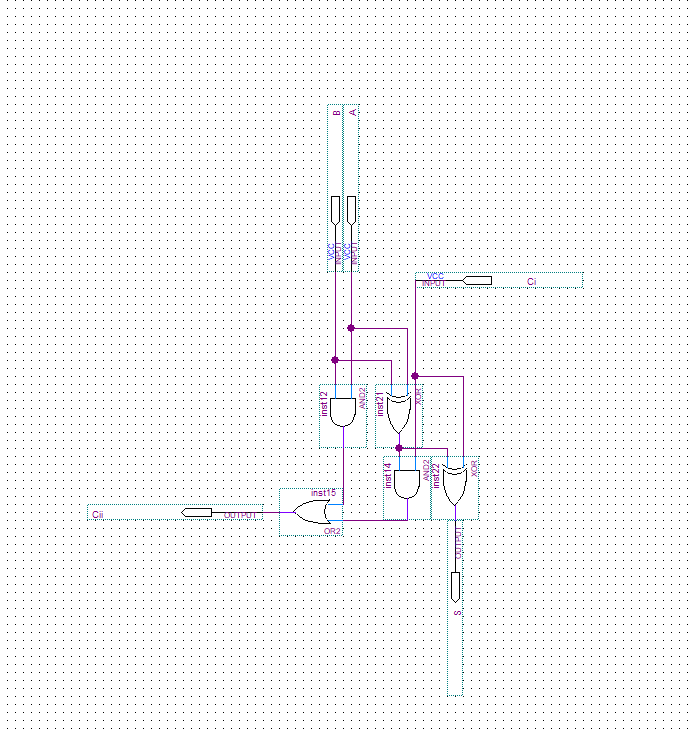 B
A
VCC
INPUT
VCC
INPUT
VCC
INPUT
Ci
inst12
AND2
inst21
XOR
inst14
AND2
inst22
XOR
inst15
OR2
Cii
OUTPUT
OUTPUT
S